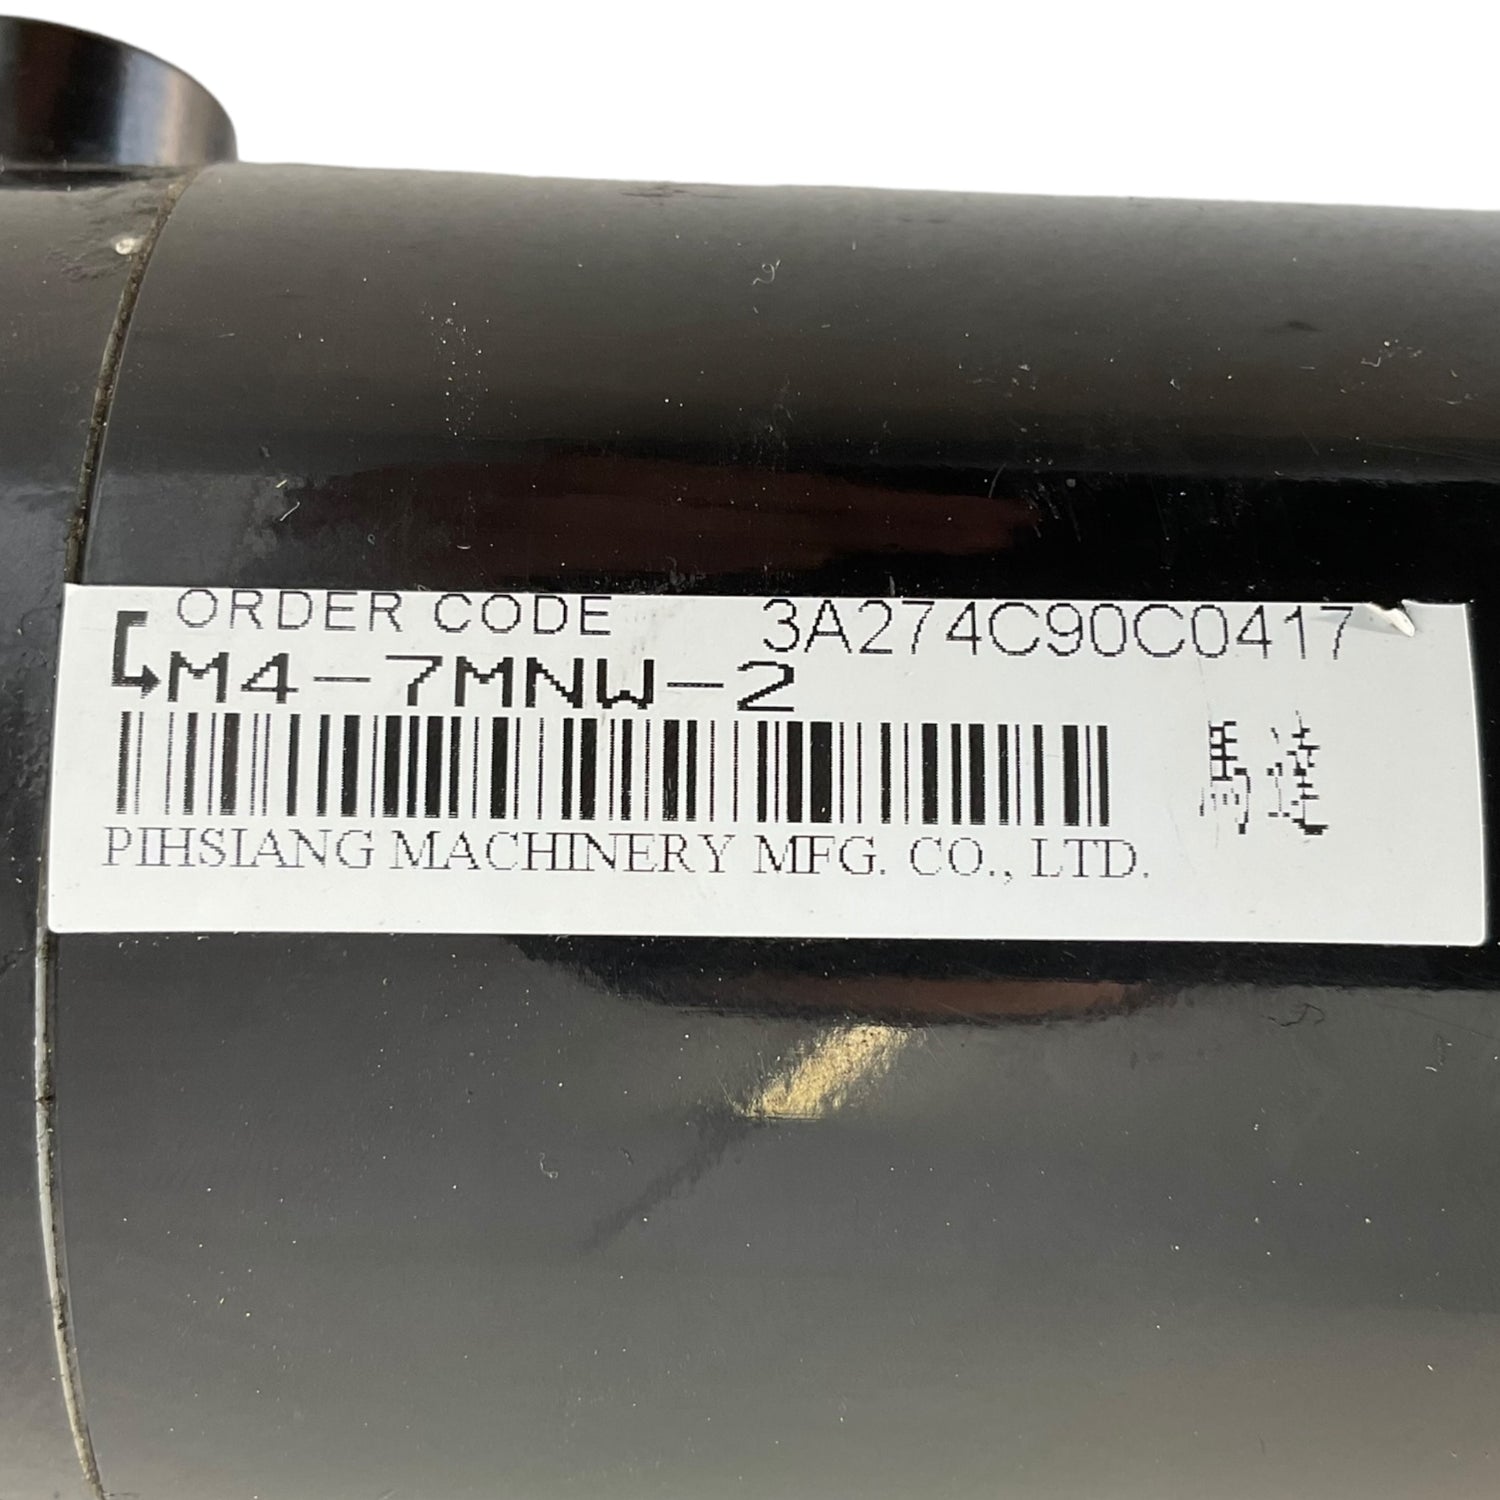 ORDER CODE 3A274C90C0417
M4-7MNW-2
馬達
PIHSIANG MACHINERY MFG. CO., LTD.